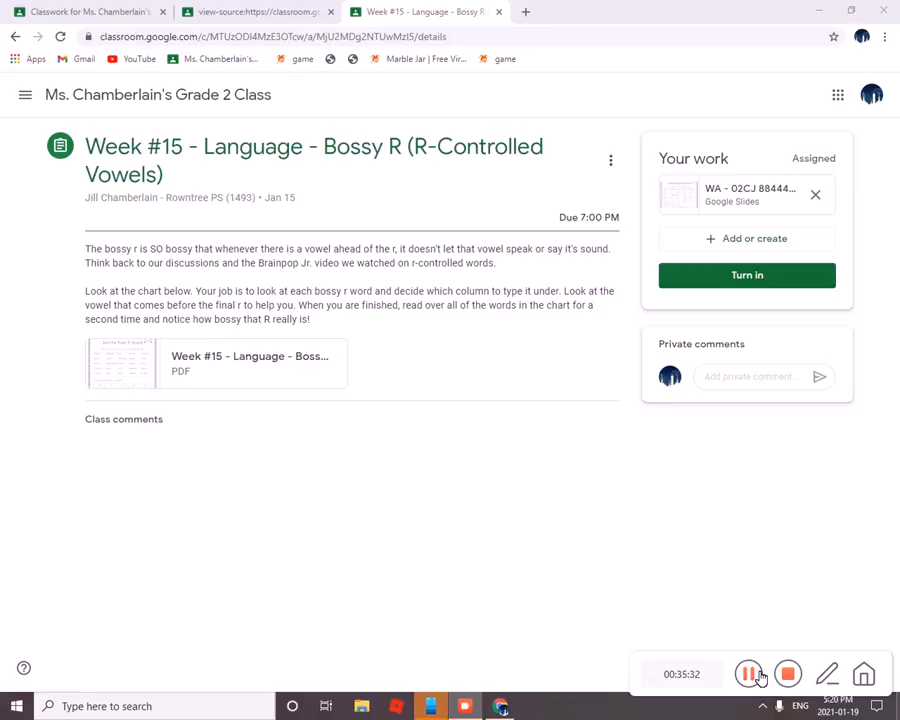 Classwork for Ms. Chamberlain's
view-source:https://classroom.go
Week #15 - Language - Bossy R
classroom.google.com/c/MTUzODI4MzE3OTcw/a/MjU2MDg2NTUwMzI5/details
Apps
Gmail
YouTube
Ms. Chamberlain's...
game
Marble Jar | Free Vir...
game
Ms. Chamberlain's Grade 2 Class
Week #15 - Language - Bossy R (R-Controlled
Vowels)
Jill Chamberlain - Rowntree PS (1493) • Jan 15
Due 7:00 PM
The bossy r is SO bossy that whenever there is a vowel ahead of the r, it doesn't let that vowel speak or say it's sound.
Think back to our discussions and the Brainpop Jr. video we watched on r-controlled words.
Look at the chart below. Your job is to look at each bossy r word and decide which column to type it under. Look at the
vowel that comes before the final r to help you. When you are finished, read over all of the words in the chart for a
second time and notice how bossy that R really is!
Week #15 - Language - Boss...
PDF
Class comments
Your work
Assigned
WA - 02CJ 88444...
Google Slides
Add or create
Turn in
Private comments
Add private comment...
00:35:32
Type here to search
ENG
5:20 PM
2021-01-19